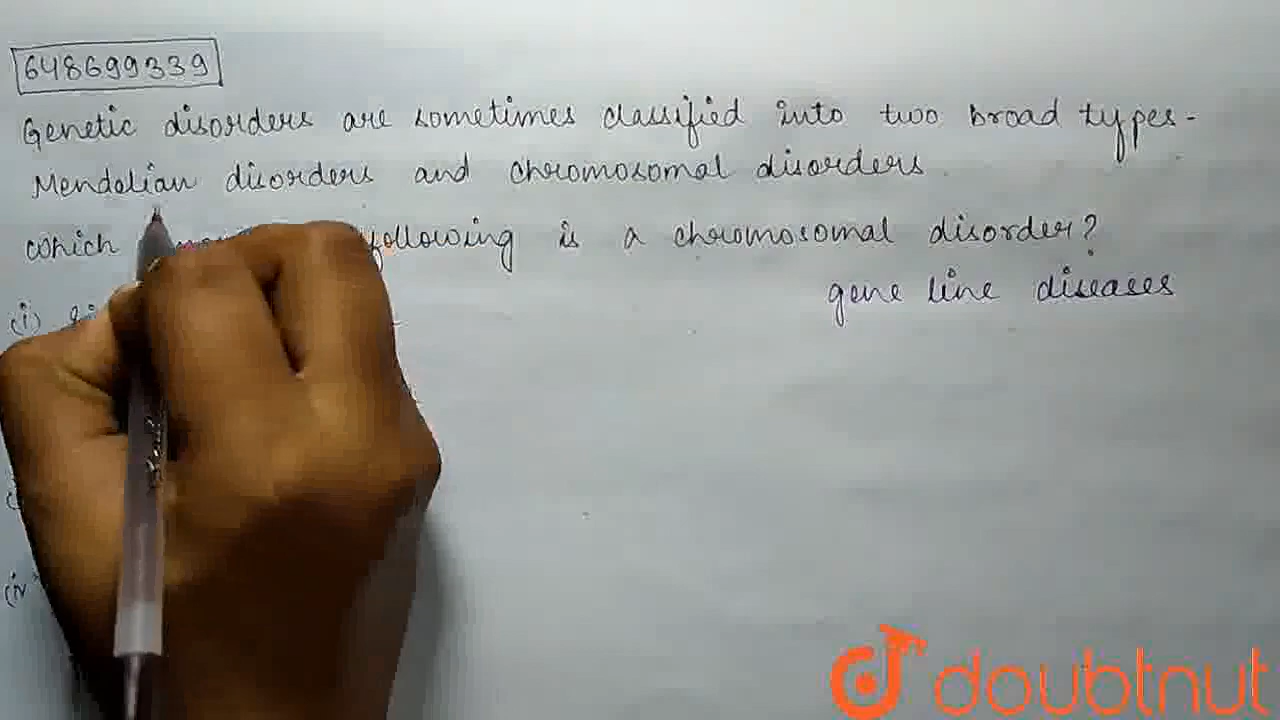 648699339
Genetic disorders are sometimes classified into two broad types-
Mendelian disorders and chromosomal disorders.
Which following is a chromosomal disorder?
gene line diseases
(i)
(iv
doubtnut